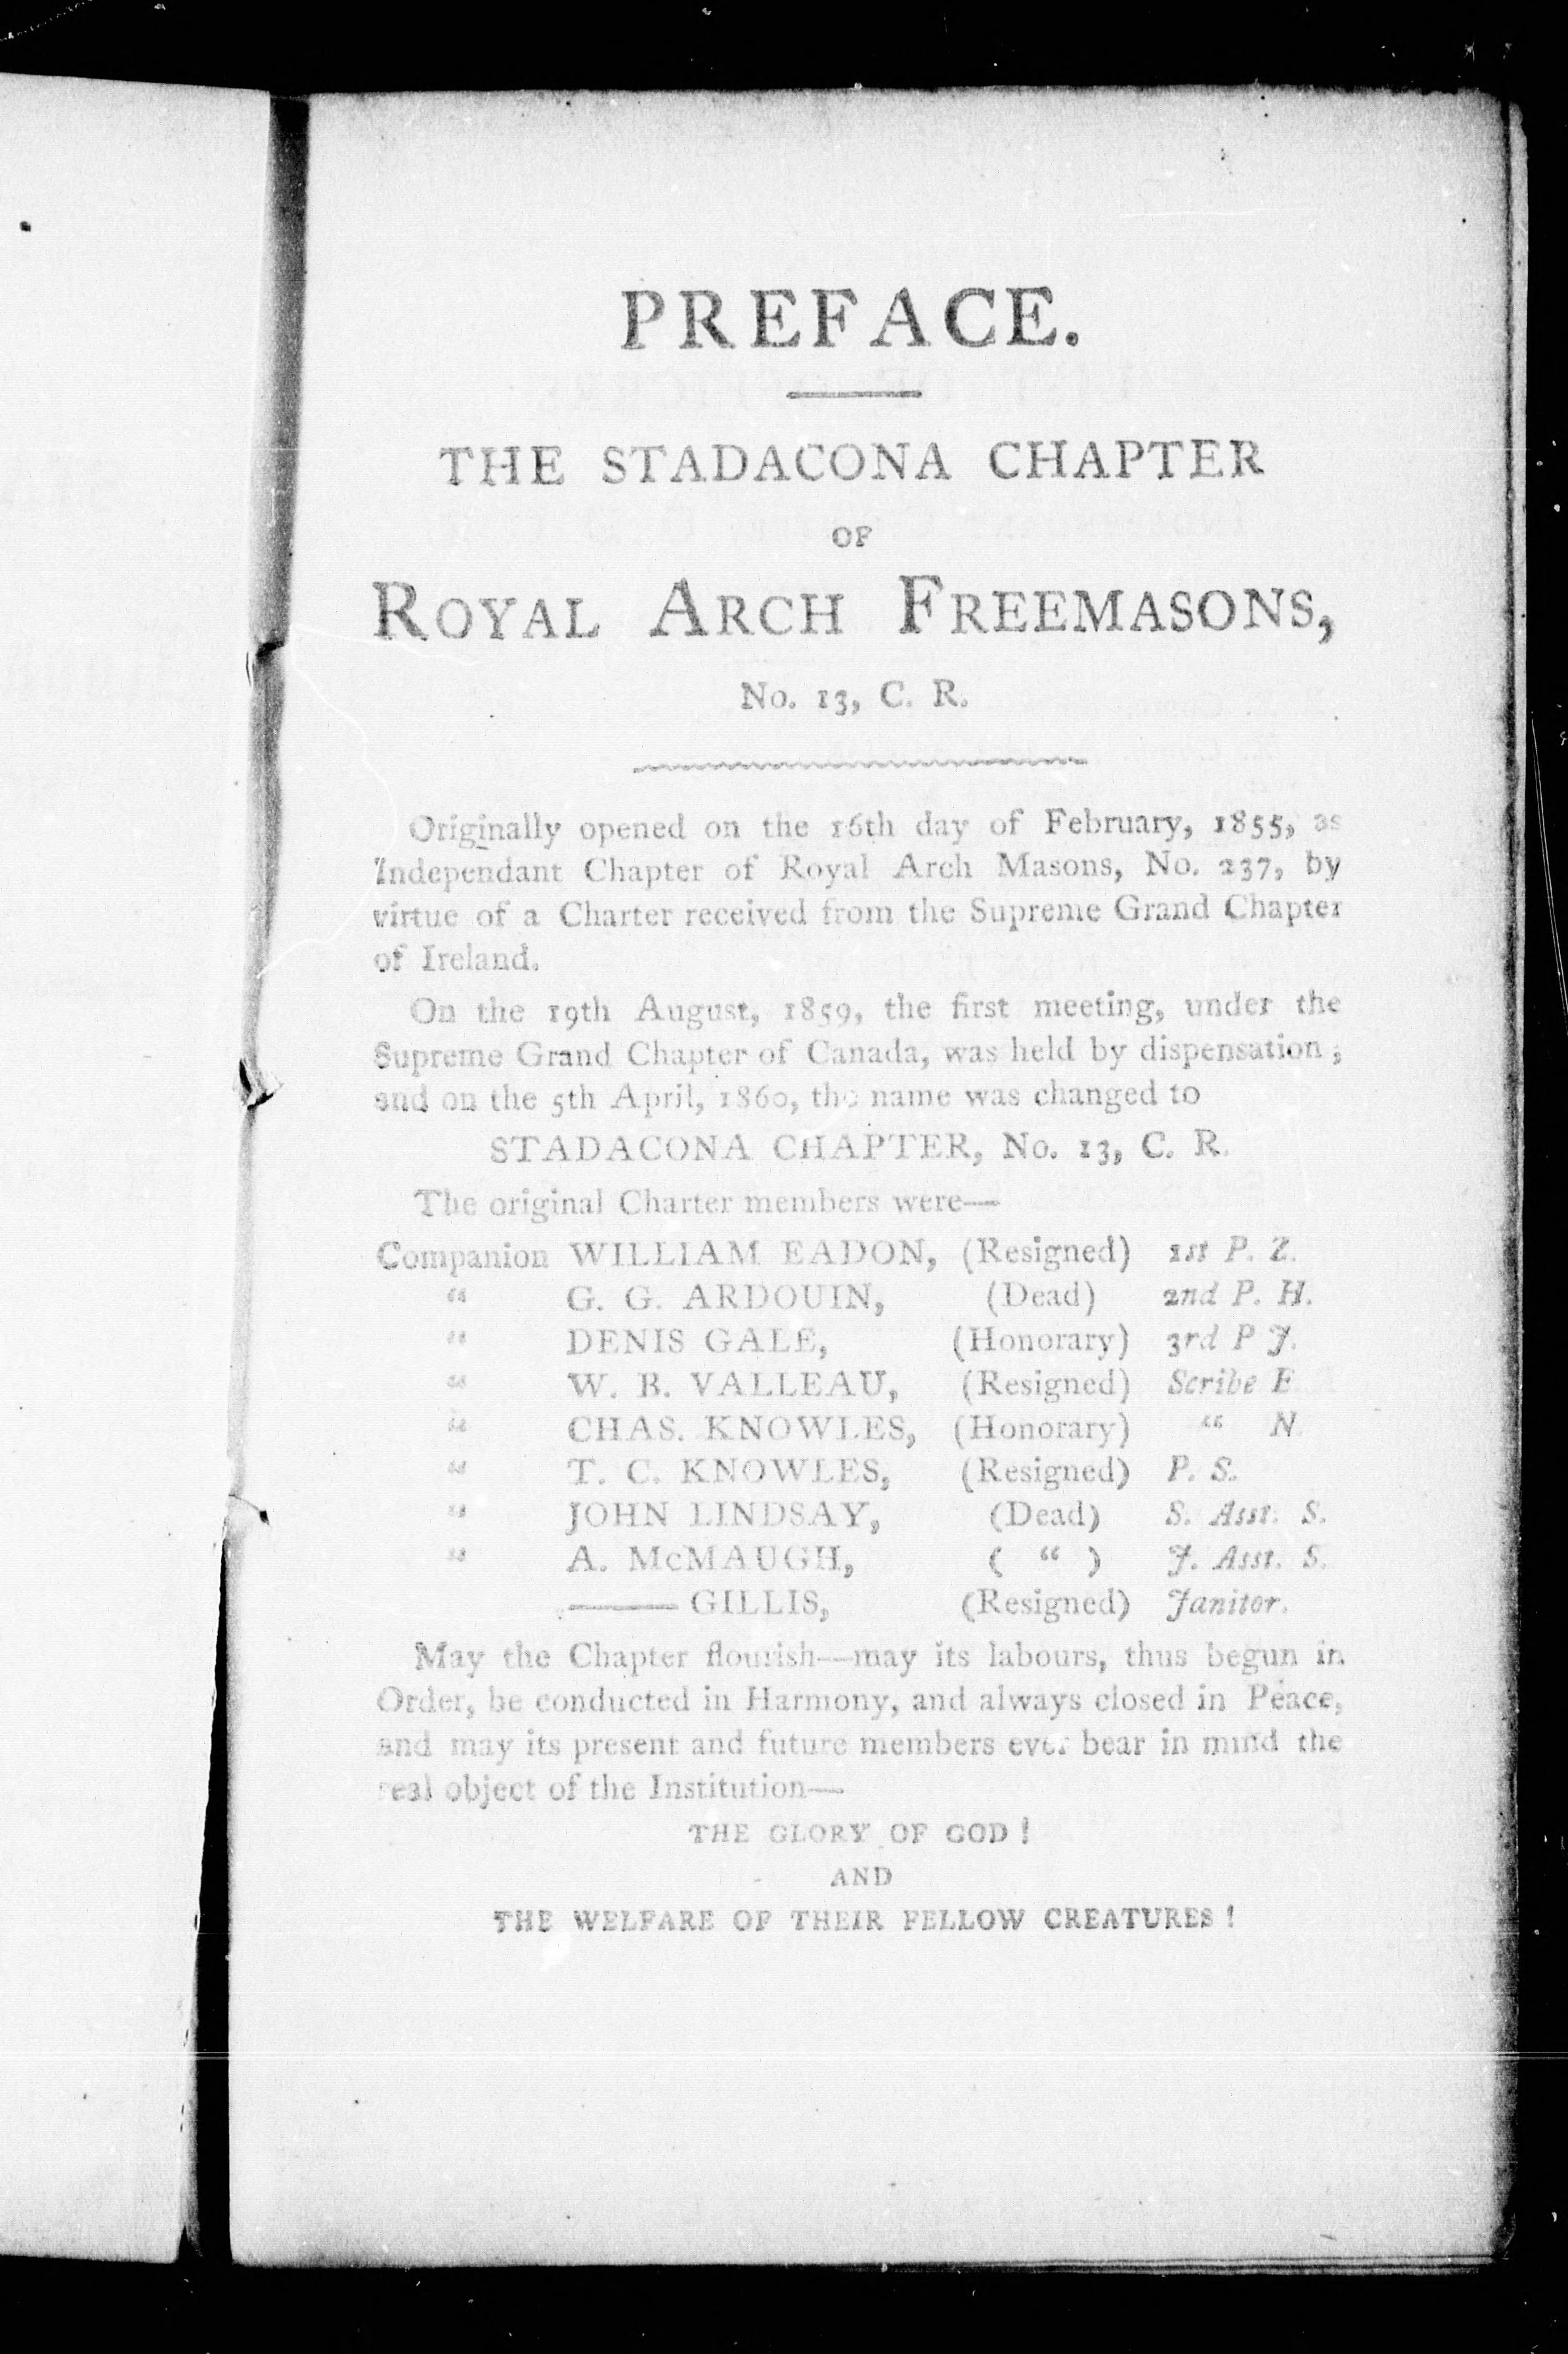 PREFACE.
THE STADACONA CHAPTER
OF
ROYAL ARCH FREEMASONS,
No. 13, C. R.
Originally opened on the 16th day of February, 1855, as
Independant Chapter of Royal Arch Masons, No. 237, by
virtue of a Charter received from the Supreme Grand Chapter
of Ireland.
On the 19th August, 1859, the first meeting, under the
Supreme Grand Chapter of Canada, was held by dispensation;
and on the 5th April, 1860, the name was changed to
STADACONA CHAPTER, No. 13, C. R.
The original Charter members were—
Companion WILLIAM EADON, (Resigned) 1st P. Z.
" G. G. ARDOUIN, (Dead) 2nd P. H.
" DENIS GALE, (Honorary) 3rd P J.
" W. B. VALLEAU, (Resigned) Scribe E
" CHAS. KNOWLES, (Honorary) " N.
" T. C. KNOWLES, (Resigned) P. S.
" JOHN LINDSAY, (Dead) S. Asst. S.
" A. McMAUGH, ( " ) J. Asst. S.
—— GILLIS, (Resigned) Janitor.
May the Chapter flourish—may its labours, thus begun in
Order, be conducted in Harmony, and always closed in Peace,
and may its present and future members ever bear in mind the
real object of the Institution—
THE GLORY OF GOD!
AND
THE WELFARE OF THEIR FELLOW CREATURES!